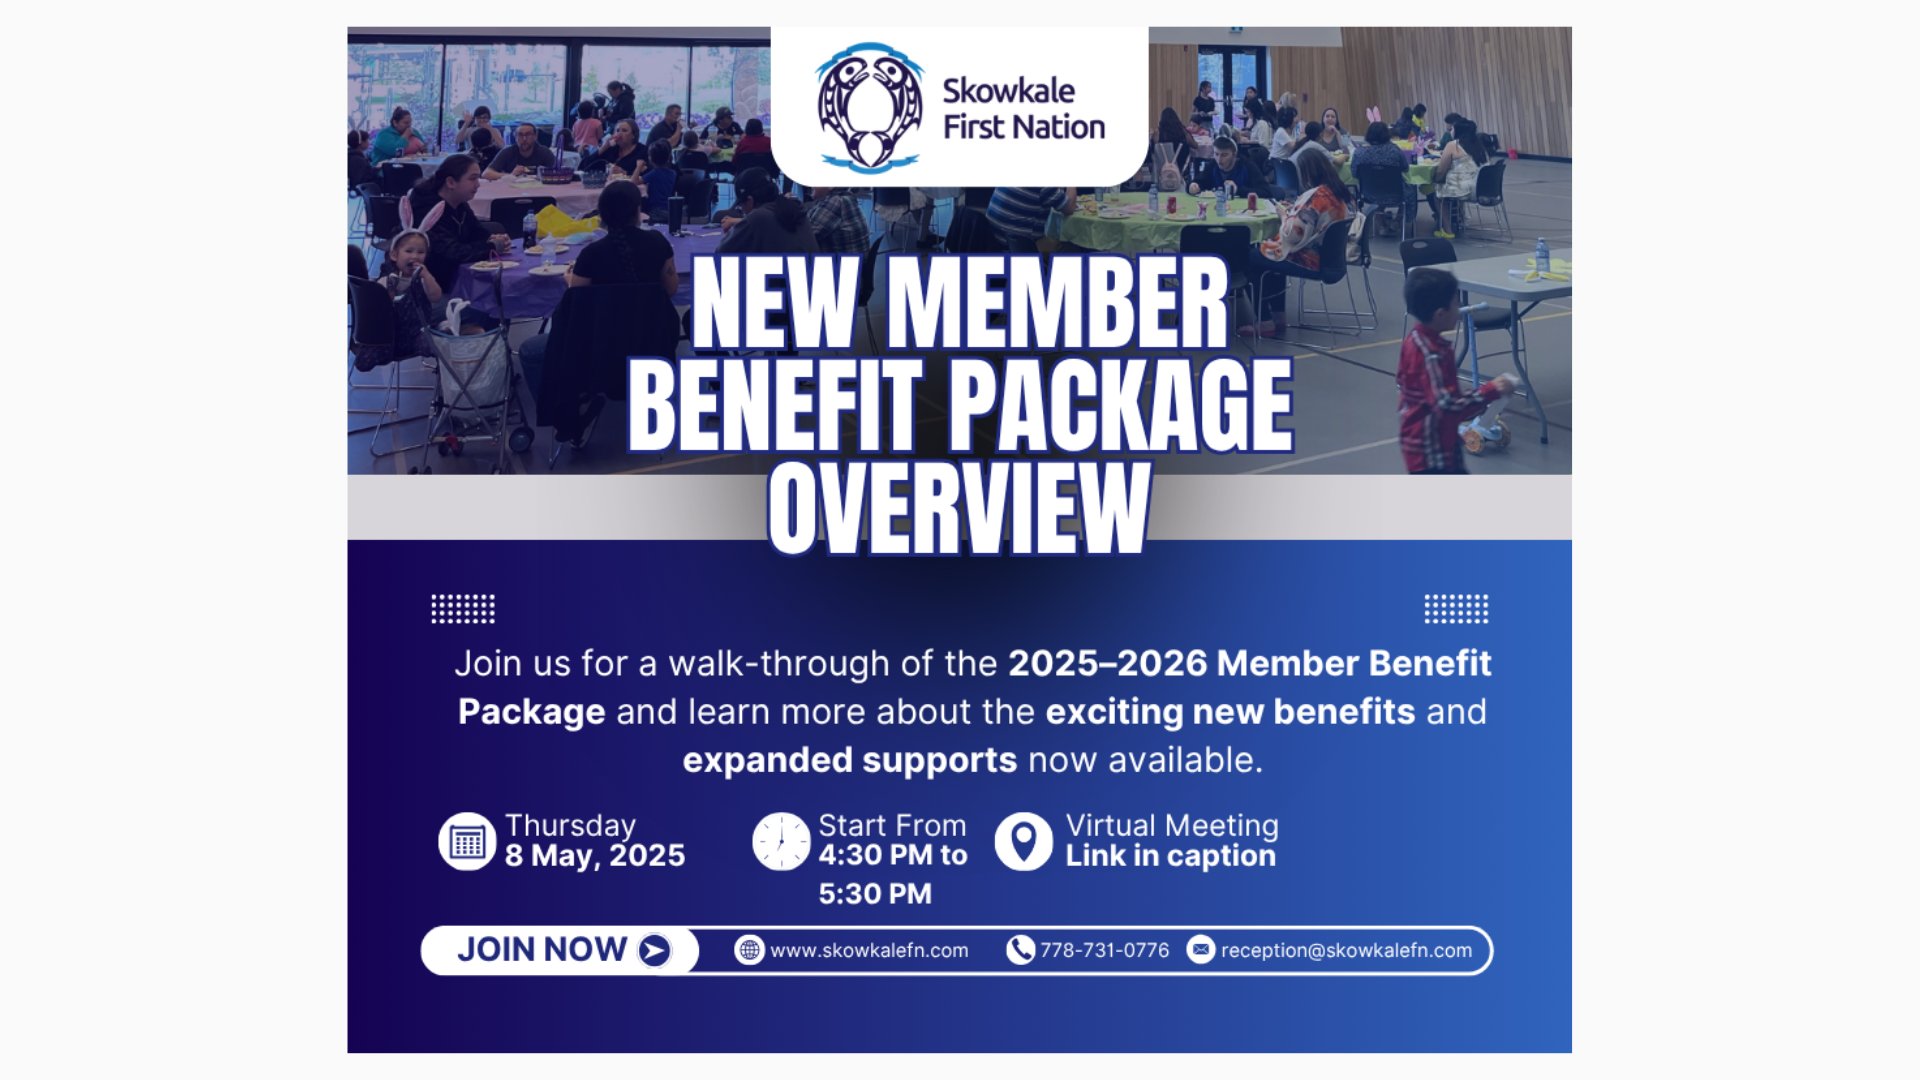 Skowkale
First Nation
NEW MEMBER
BENEFIT PACKAGE
OVERVIEW
Join us for a walk-through of the 2025–2026 Member Benefit
Package and learn more about the exciting new benefits and
expanded supports now available.
Thursday
8 May, 2025
Start From
4:30 PM to
5:30 PM
Virtual Meeting
Link in caption
JOIN NOW
www.skowkalefn.com
778-731-0776
reception@skowkalefn.com